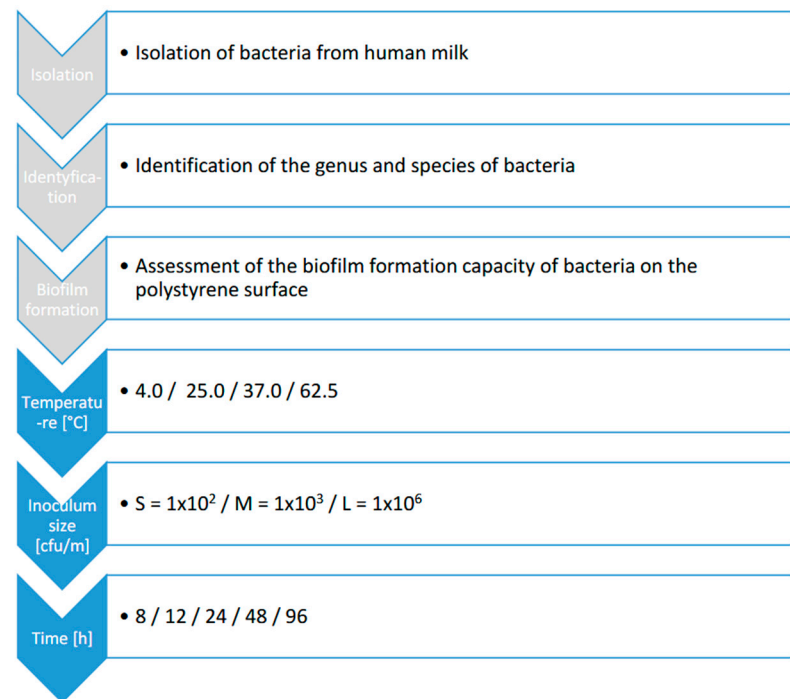 Isolation
• Isolation of bacteria from human milk
Identyfica-
tion
• Identification of the genus and species of bacteria
Biofilm
formation
• Assessment of the biofilm formation capacity of bacteria on the
polystyrene surface
Temperatu
-re [°C]
• 4.0 / 25.0 / 37.0 / 62.5
Inoculum
size
[cfu/m]
• S = 1x10² / M = 1x10³ / L = 1x10⁶
Time [h]
• 8 / 12 / 24 / 48 / 96